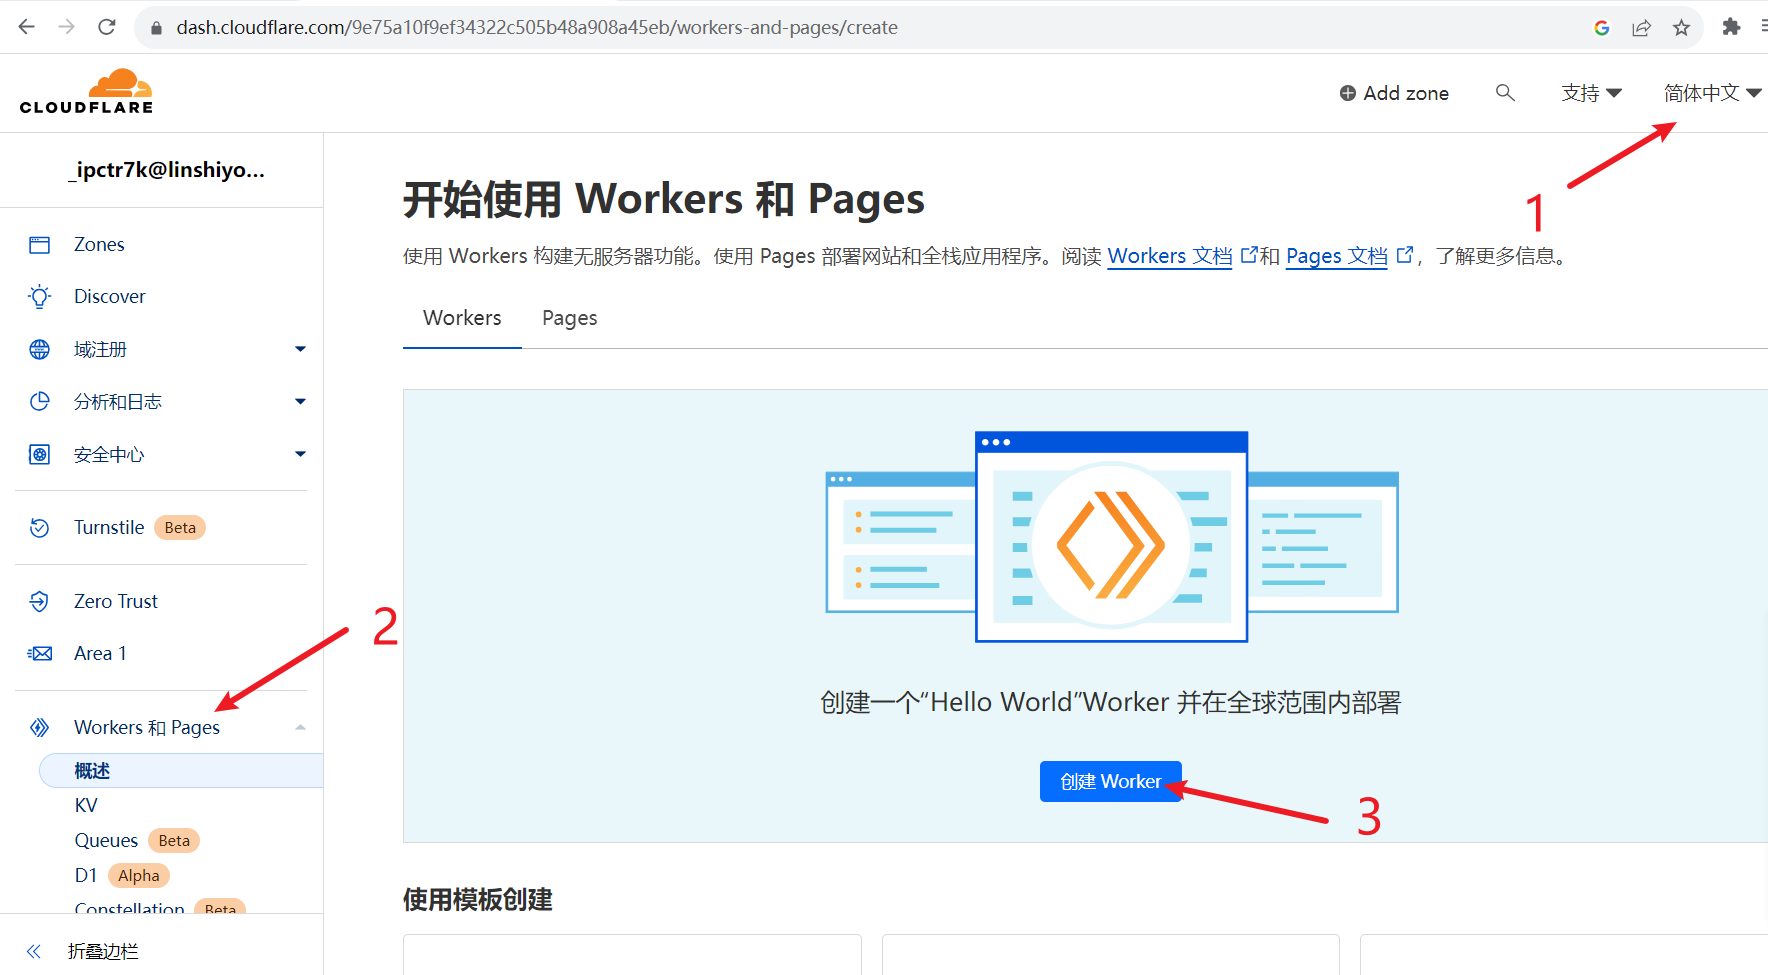 dash.cloudflare.com/9e75a10f9ef34322c505b48a908a45eb/workers-and-pages/create
CLOUDFLARE
Add zone
支持
简体中文
1
_ipctr7k@linshiyo...
Zones
Discover
域注册
分析和日志
安全中心
Turnstile Beta
Zero Trust
Area 1
2
Workers 和 Pages
概述
KV
Queues Beta
D1 Alpha
Constellation Beta
折叠边栏
开始使用 Workers 和 Pages
使用 Workers 构建无服务器功能。使用 Pages 部署网站和全栈应用程序。阅读 Workers 文档 和 Pages 文档 ，了解更多信息。
Workers Pages
创建一个“Hello World”Worker 并在全球范围内部署
创建 Worker
3
使用模板创建